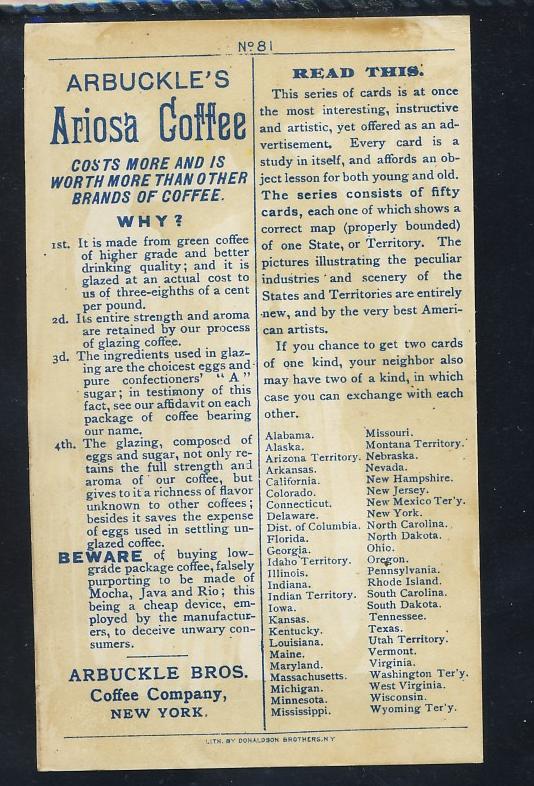 No 81
ARBUCKLE'S
Ariosa Coffee
COSTS MORE AND IS
WORTH MORE THAN OTHER
BRANDS OF COFFEE.
WHY?
1st. It is made from green coffee
of higher grade and better
drinking quality; and it is
glazed at an actual cost to
us of three-eighths of a cent
per pound.
2d. Its entire strength and aroma
are retained by our process
of glazing coffee.
3d. The ingredients used in glaz-
ing are the choicest eggs and
pure confectioners' "A"
sugar; in testimony of this
fact, see our affidavit on each
package of coffee bearing
our name.
4th. The glazing, composed of
eggs and sugar, not only re-
tains the full strength and
aroma of our coffee, but
gives to it a richness of flavor
unknown to other coffees;
besides it saves the expense
of eggs used in settling un-
glazed coffee.
BEWARE of buying low-
grade package coffee, falsely
purporting to be made of
Mocha, Java and Rio; this
being a cheap device, em-
ployed by the manufactur-
ers, to deceive unwary con-
sumers.
ARBUCKLE BROS.
Coffee Company,
NEW YORK.
READ THIS.
This series of cards is at once
the most interesting, instructive
and artistic, yet offered as an ad-
vertisement. Every card is a
study in itself, and affords an ob-
ject lesson for both young and old.
The series consists of fifty
cards, each one of which shows a
correct map (properly bounded)
of one State, or Territory. The
pictures illustrating the peculiar
industries and scenery of the
States and Territories are entirely
new, and by the very best Ameri-
can artists.
If you chance to get two cards
of one kind, your neighbor also
may have two of a kind, in which
case you can exchange with each
other.
Alabama.
Alaska.
Arizona Territory.
Arkansas.
California.
Colorado.
Connecticut.
Delaware.
Dist. of Columbia.
Florida.
Georgia.
Idaho Territory.
Illinois.
Indiana.
Indian Territory.
Iowa.
Kansas.
Kentucky.
Louisiana.
Maine.
Maryland.
Massachusetts.
Michigan.
Minnesota.
Mississippi.
Missouri.
Montana Territory.
Nebraska.
Nevada.
New Hampshire.
New Jersey.
New Mexico Ter'y.
New York.
North Carolina.
North Dakota.
Ohio.
Oregon.
Pennsylvania.
Rhode Island.
South Carolina.
South Dakota.
Tennessee.
Texas.
Utah Territory.
Vermont.
Virginia.
Washington Ter'y.
West Virginia.
Wisconsin.
Wyoming Ter'y.
LITH. BY DONALDSON BROTHERS, N.Y